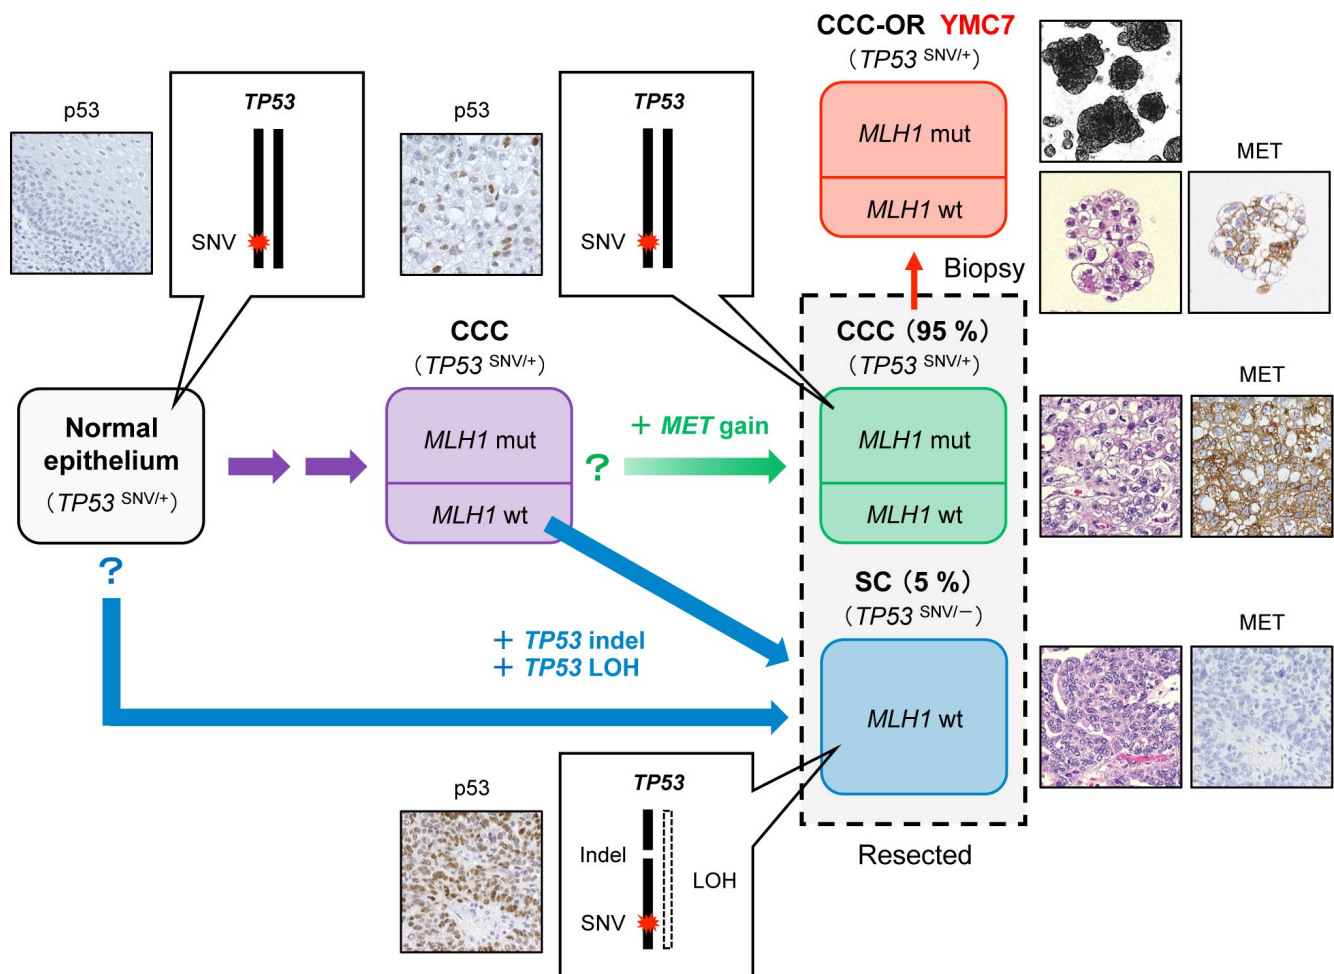 CCC-OR YMC7
(TP53 SNV/+)
MLH1 mut
MLH1 wt
MET
Biopsy
p53
TP53
SNV
p53
TP53
SNV
Normal
epithelium
(TP53 SNV/+)
CCC
(TP53 SNV/+)
MLH1 mut
MLH1 wt
?
+ MET gain
CCC (95 %)
(TP53 SNV/+)
MLH1 mut
MLH1 wt
MET
?
+ TP53 indel
+ TP53 LOH
SC (5 %)
(TP53 SNV/−)
MLH1 wt
MET
Resected
p53
TP53
Indel
LOH
SNV